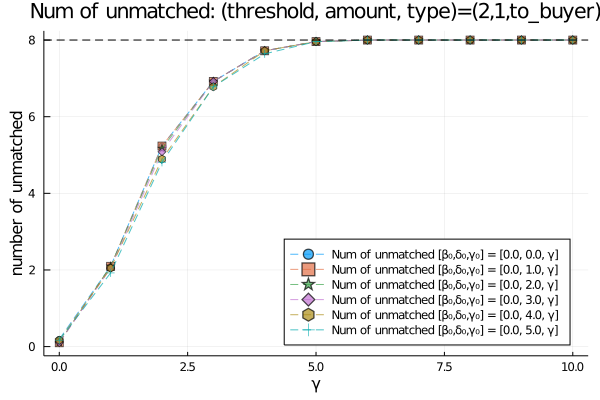 Num of unmatched: (threshold, amount, type)=(2,1,to_buyer)
number of unmatched
8
6
4
2
0
Num of unmatched [β₀,δ₀,γ₀] = [0.0, 0.0, γ]
Num of unmatched [β₀,δ₀,γ₀] = [0.0, 1.0, γ]
Num of unmatched [β₀,δ₀,γ₀] = [0.0, 2.0, γ]
Num of unmatched [β₀,δ₀,γ₀] = [0.0, 3.0, γ]
Num of unmatched [β₀,δ₀,γ₀] = [0.0, 4.0, γ]
Num of unmatched [β₀,δ₀,γ₀] = [0.0, 5.0, γ]
0.0 2.5 5.0 7.5 10.0
γ